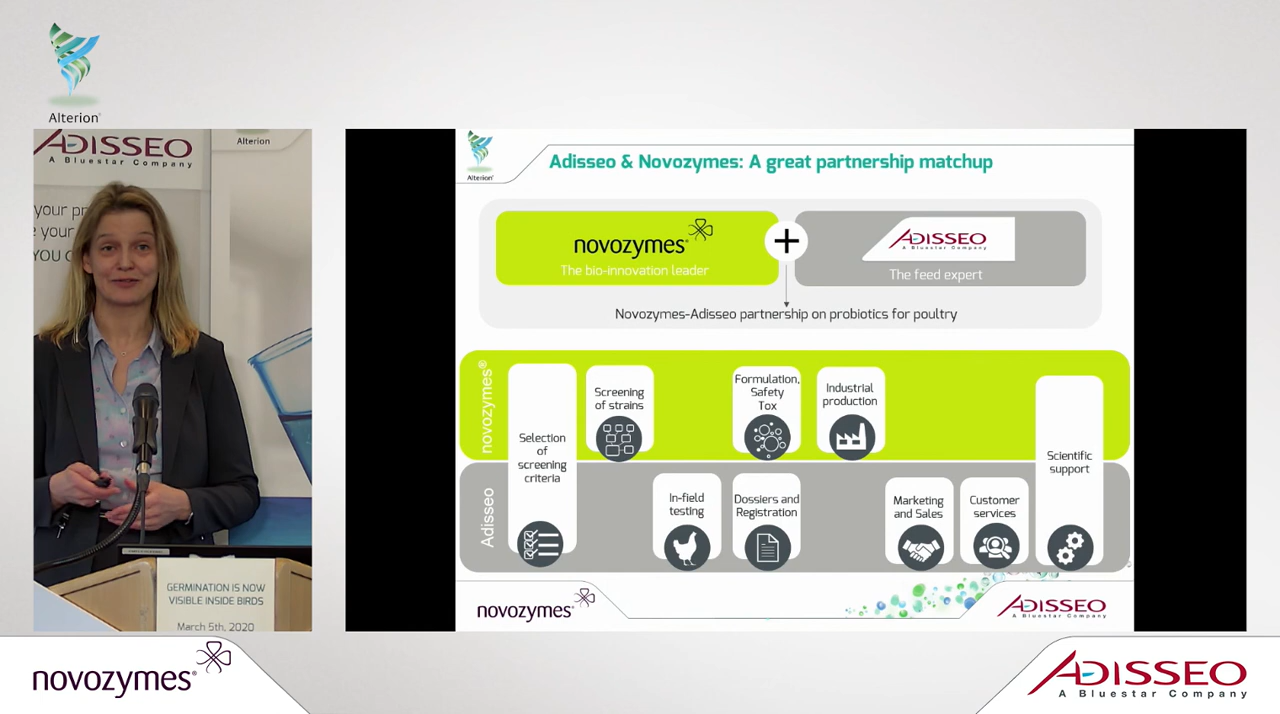 Alterion®
ADISSEO
A Bluestar Company
Alterion
your
your
YOU
GERMINATION IS NOW
VISIBLE INSIDE BIRDS
March 5th, 2020
Alterion®
Adisseo & Novozymes: A great partnership matchup
novozymes®
The bio-innovation leader
+
ADISSEO
A Bluestar Company
The feed expert
Novozymes-Adisseo partnership on probiotics for poultry
novozymes®
Selection
of
screening
criteria
Screening
of strains
Formulation,
Safety
Tox
Industrial
production
Scientific
support
Adisseo
In-field
testing
Dossiers and
Registration
Marketing
and Sales
Customer
services
novozymes®
ADISSEO
A Bluestar Company
novozymes®
ADISSEO
A Bluestar Company